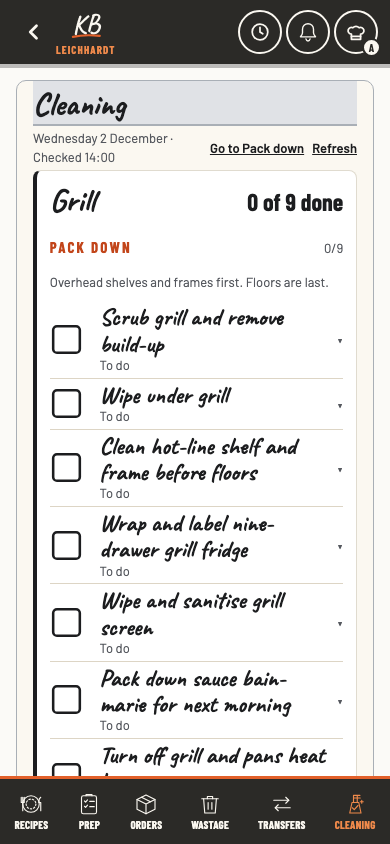 KB
LEICHHARDT
A
Cleaning
Wednesday 2 December ·
Checked 14:00
Go to Pack down Refresh
Grill
0 of 9 done
PACK DOWN
0/9
Overhead shelves and frames first. Floors are last.
Scrub grill and remove
build-up
To do
Wipe under grill
To do
Clean hot-line shelf and
frame before floors
To do
Wrap and label nine-
drawer grill fridge
To do
Wipe and sanitise grill
screen
To do
Pack down sauce bain-
marie for next morning
To do
Turn off grill and pans heat
RECIPES
PREP
ORDERS
WASTAGE
TRANSFERS
CLEANING